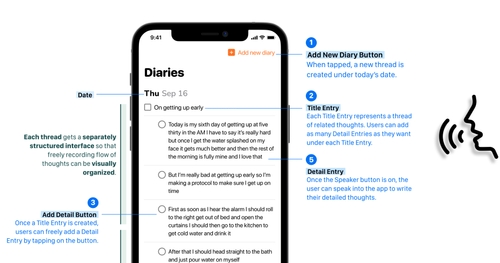 9:41
Add new diary
Diaries
Thu Sep 16
On getting up early
Today is my sixth day of getting up at five
thirty in the AM I have to say it's really hard
but once I get the water splashed on my
face it gets much better and then the rest of
the morning is fully mine and I love that
But I'm really bad at getting up early so I'm
making a protocol to make sure I get up on
time
First as soon as I hear the alarm I should roll
to the right get out of bed and open the
curtains I should then go to the kitchen to
get cold water and drink it
After that I should head straight to the bath
and just pour water on myself
Date
Each thread gets a separately
structured interface so that
freely recording flow of
thoughts can be visually
organized.
3
Add Detail Button
Once a Title Entry is created,
users can freely add a Detail
Entry by tapping on the button.
1
Add New Diary Button
When tapped, a new thread is
created under today's date.
2
Title Entry
Each Title Entry represents a thread
of related thoughts. Users can add
as many Detail Entries as they want
under each Title Entry.
5
Detail Entry
Once the Speaker button is on, the
user can speak into the app to write
their detailed thoughts.